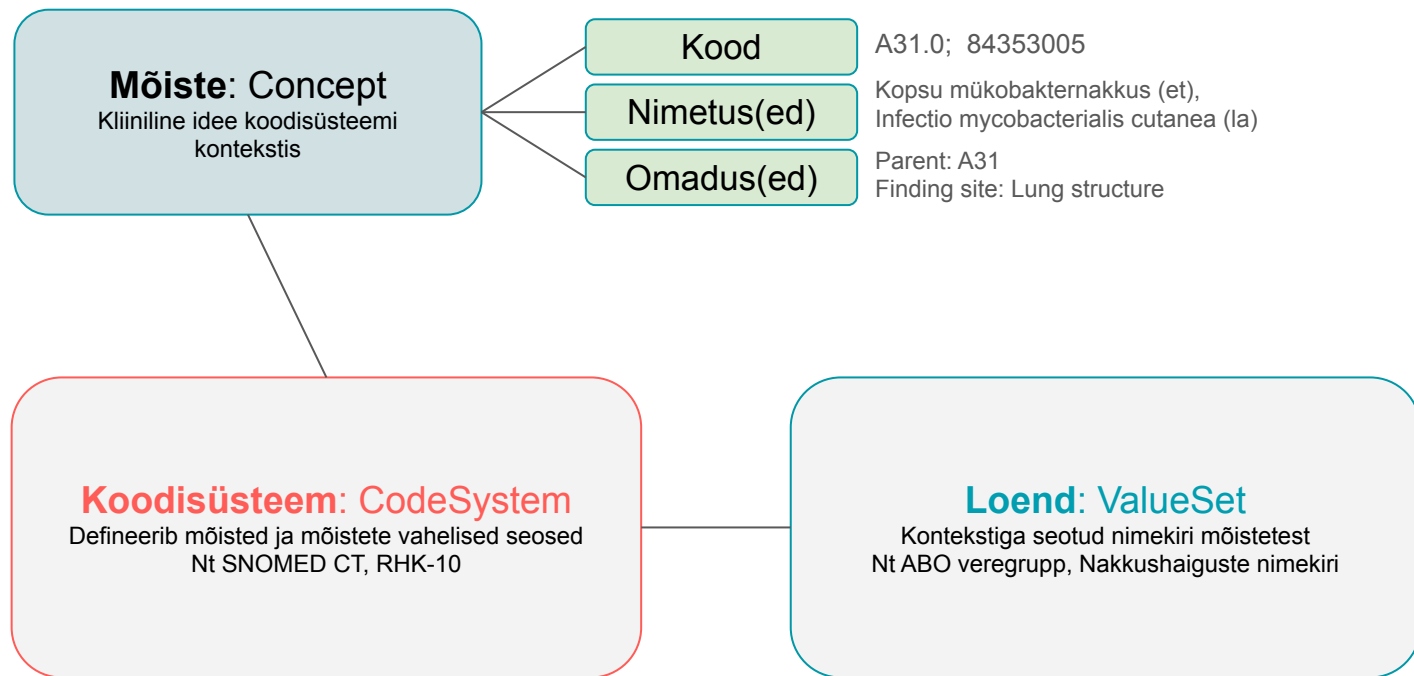 Mõiste: Concept
Kliiniline idee koodisüsteemi
kontekstis
Kood
A31.0; 84353005
Nimetus(ed)
Kopsu mükobakternakkus (et),
Infectio mycobacterialis cutanea (la)
Omadus(ed)
Parent: A31
Finding site: Lung structure
Koodisüsteem: CodeSystem
Defineerib mõisted ja mõistete vahelised seosed
Nt SNOMED CT, RHK-10
Loend: ValueSet
Kontekstiga seotud nimekiri mõistetest
Nt ABO veregrupp, Nakkushaiguste nimekiri